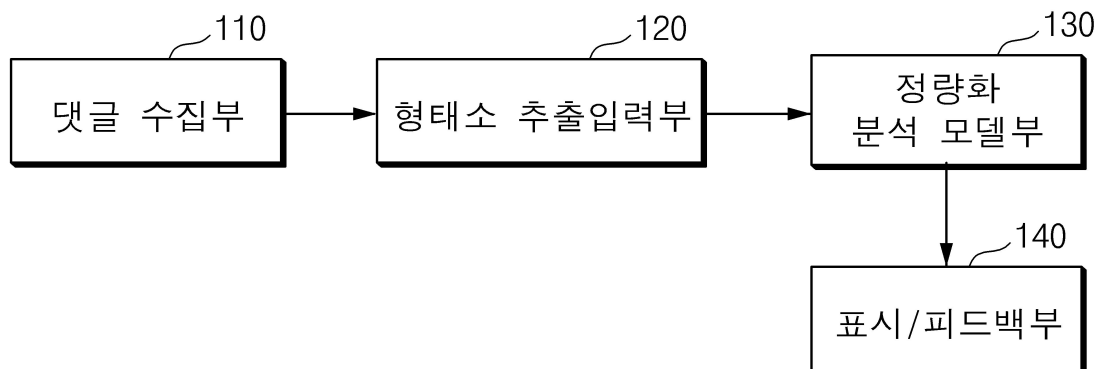 110
댓글 수집부
120
형태소 추출입력부
130
정량화
분석 모델부
140
표시/피드백부